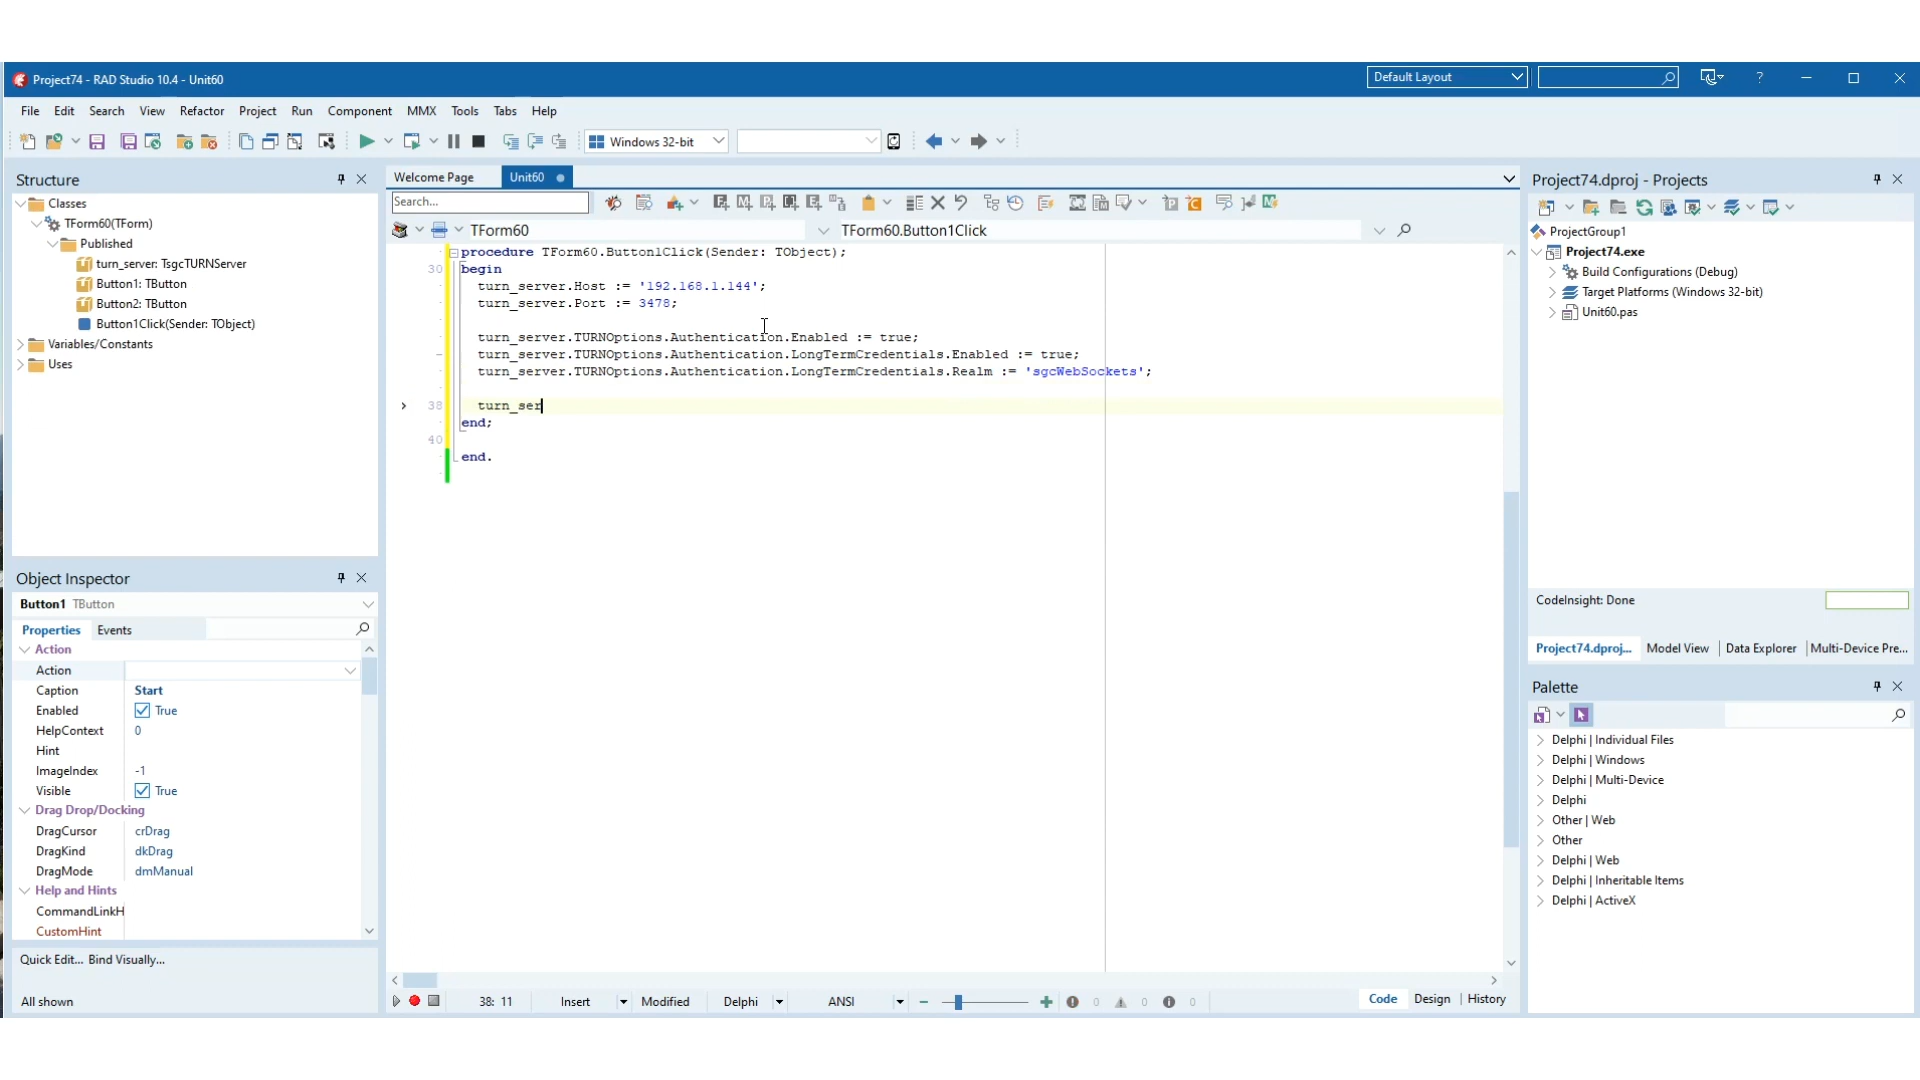 Project74 - RAD Studio 10.4 - Unit60
Default Layout
?
File Edit Search View Refactor Project Run Component MMX Tools Tabs Help
Windows 32-bit
Structure
Classes
TForm60(TForm)
Published
turn_server: TsgcTURNServer
Button1: TButton
Button2: TButton
Button1Click(Sender: TObject)
Variables/Constants
Uses
Object Inspector
Button1 TButton
Properties Events
Action
Action
Caption Start
Enabled True
HelpContext 0
Hint
ImageIndex -1
Visible True
Drag Drop/Docking
DragCursor crDrag
DragKind dkDrag
DragMode dmManual
Help and Hints
CommandLinkH
CustomHint
Quick Edit... Bind Visually...
All shown
Welcome Page Unit60
Search...
TForm60 TForm60.Button1Click
procedure TForm60.Button1Click(Sender: TObject);
30 begin
turn_server.Host := '192.168.1.144';
turn_server.Port := 3478;
turn_server.TURNOptions.Authentication.Enabled := true;
turn_server.TURNOptions.Authentication.LongTermCredentials.Enabled := true;
turn_server.TURNOptions.Authentication.LongTermCredentials.Realm := 'sgcWebSockets';
38 turn_ser
end;
40
end.
38: 11 Insert Modified Delphi ANSI 0 0 0 Code Design History
Project74.dproj - Projects
ProjectGroup1
Project74.exe
Build Configurations (Debug)
Target Platforms (Windows 32-bit)
Unit60.pas
CodeInsight: Done
Project74.dproj... Model View Data Explorer Multi-Device Pre...
Palette
Delphi | Individual Files
Delphi | Windows
Delphi | Multi-Device
Delphi
Other | Web
Other
Delphi | Web
Delphi | Inheritable Items
Delphi | ActiveX